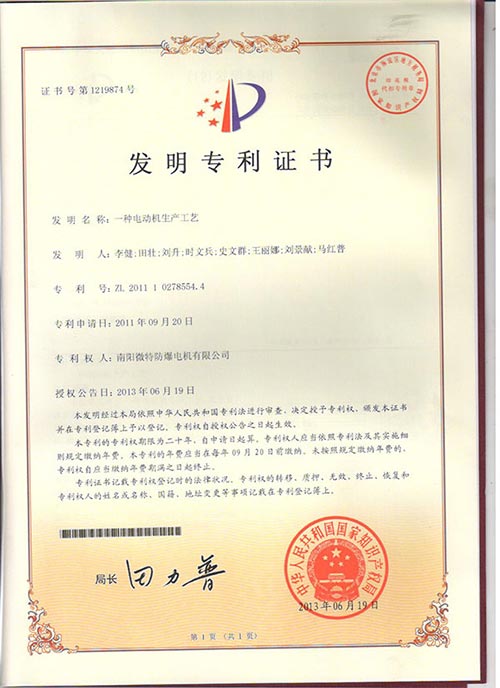 证书号第1219874号
发明专利证书
发明名称:一种电动机生产工艺
发明人:李健;田壮;刘升;时文兵;史文群;王丽娜;刘景献;马红普
专利号:ZL 2011 1 0278554.4
专利申请日:2011年09月20日
专利权人:南阳微特防爆电机有限公司
授权公告日:2013年06月19日
本发明经过本局依照中华人民共和国专利法进行审查,决定授予专利权,颁发本证书
并在专利登记簿上予以登记。专利权自授权公告之日起生效。
本专利的专利权期限为二十年,自申请日起算。专利权人应当依照专利法及其实施细
则规定缴纳年费。本专利的年费应当在每年09月20日前缴纳。未按照规定缴纳年费的,
专利权自应当缴纳年费期满之日起终止。
专利证书记载专利权登记时的法律状况。专利权的转移、质押、无效、终止、恢复和
专利权人的姓名或名称、国籍、地址变更等事项记载在专利登记簿上。
局长
田力普
中华人民共和国国家知识产权局
2013年06月19日
第1页(共1页)